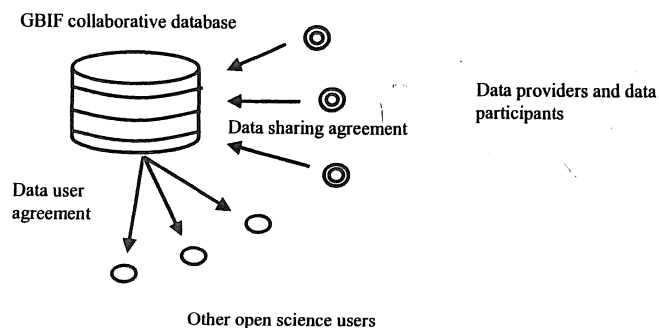 GBIF collaborative database
Data providers and data
participants
Data sharing agreement
Data user
agreement
Other open science users